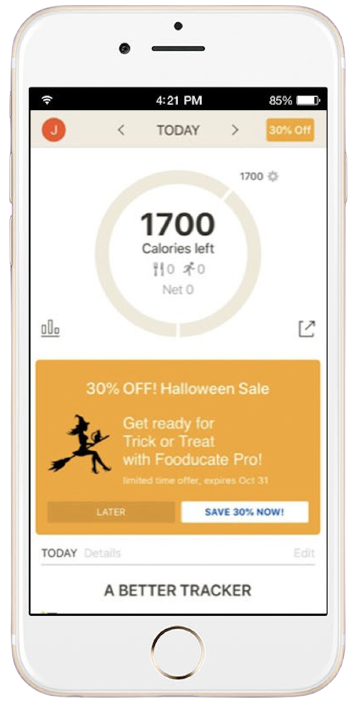 4:21 PM 85%
J < TODAY > 30% Off
1700
1700
Calories left
0 0
Net 0
30% OFF! Halloween Sale
Get ready for
Trick or Treat
with Fooducate Pro!
limited time offer, expires Oct 31
LATER SAVE 30% NOW!
TODAY Details Edit
A BETTER TRACKER